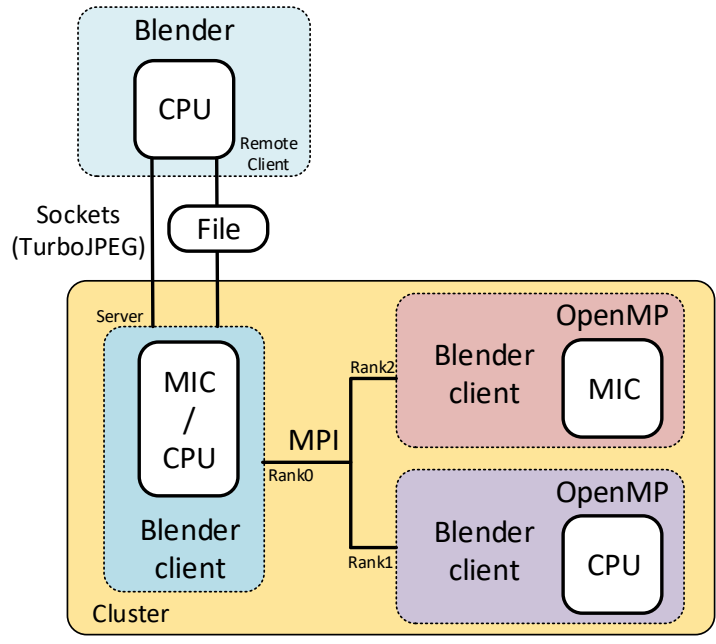 Blender
CPU
Remote
Client
Sockets
(TurboJPEG)
File
Server
MIC
/
CPU
Blender
client
MPI
Rank0
Rank2
OpenMP
Blender
client
MIC
Rank1
OpenMP
Blender
client
CPU
Cluster